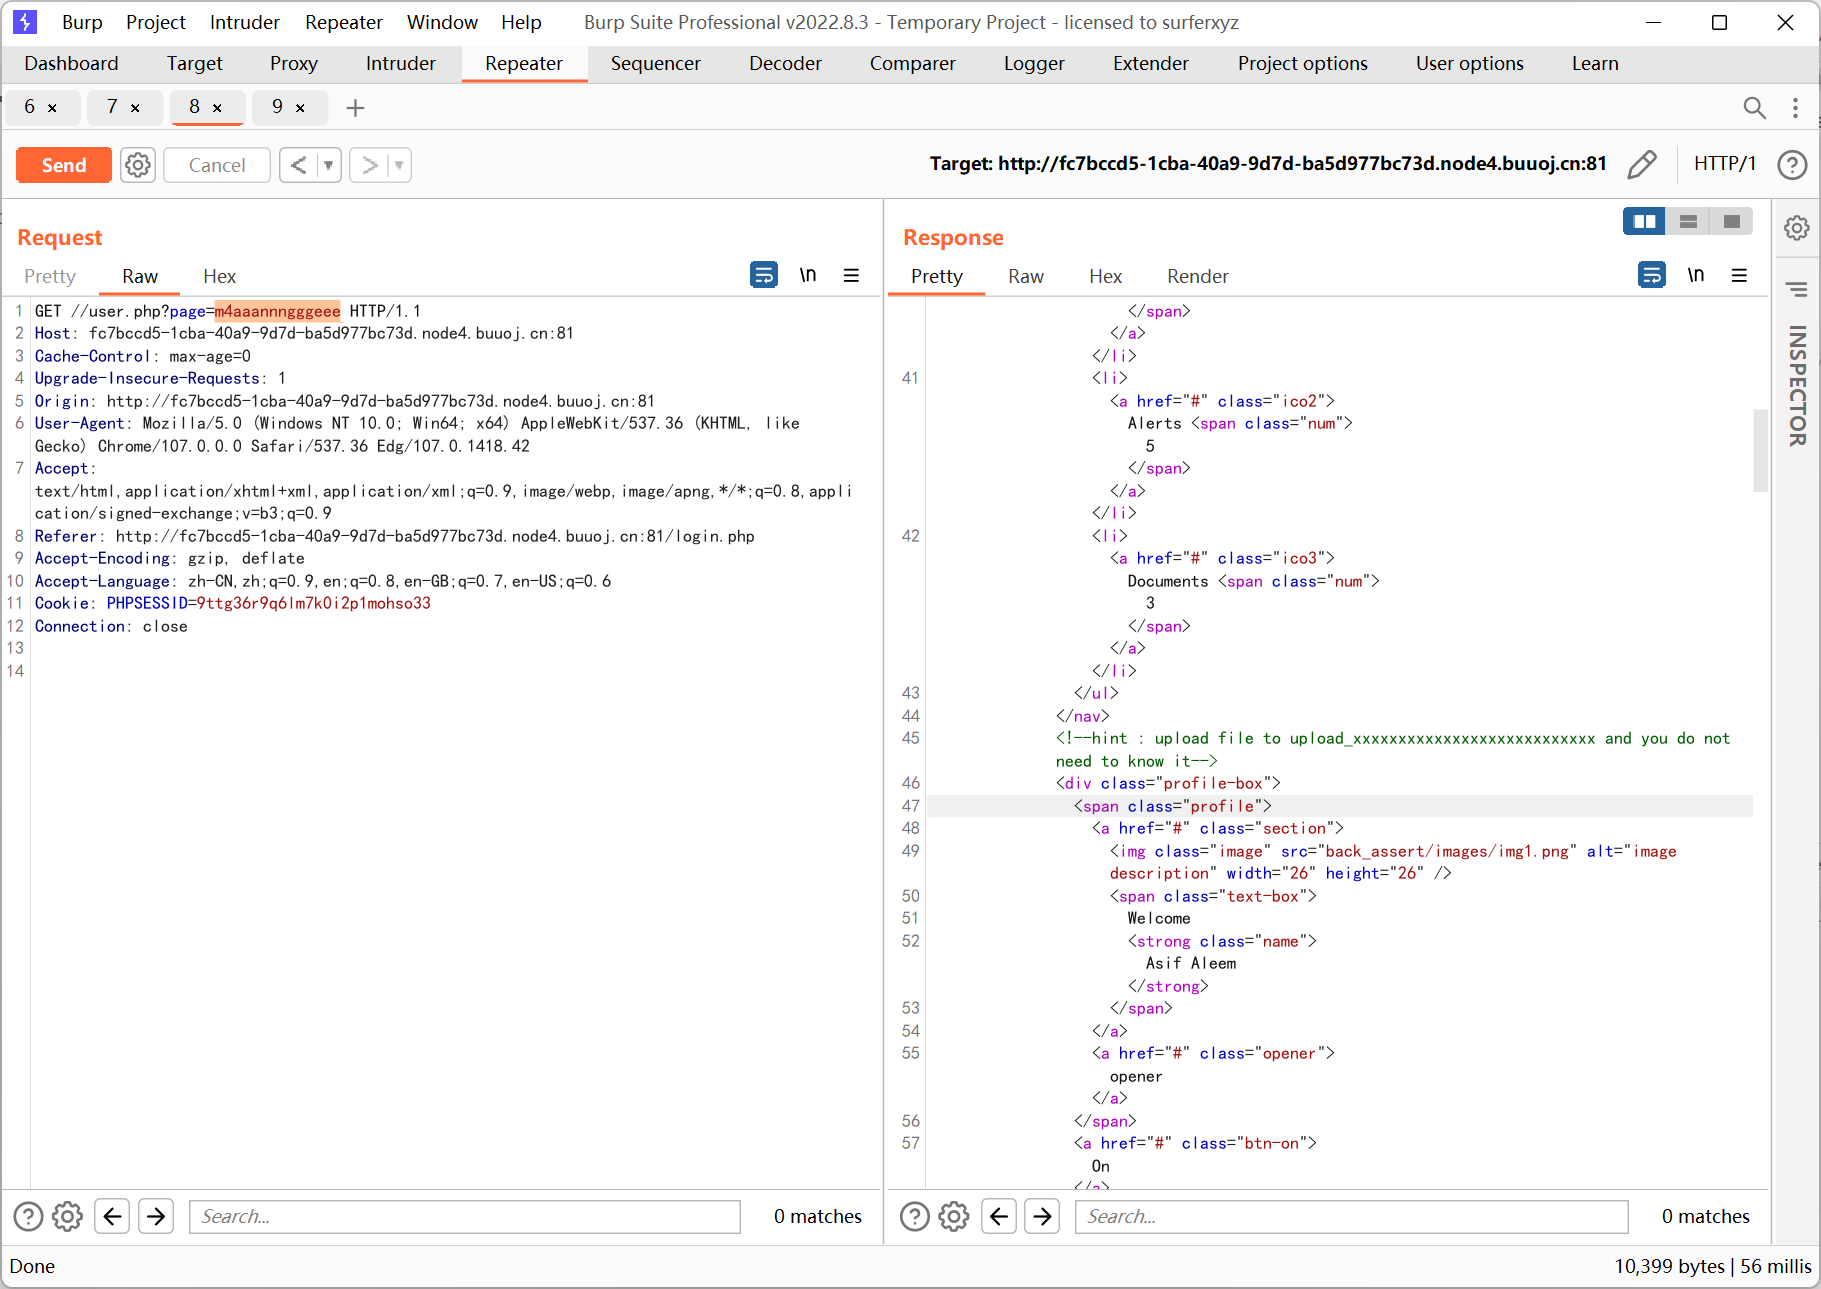 Burp Project Intruder Repeater Window Help Burp Suite Professional v2022.8.3 - Temporary Project - licensed to surferxyz
Dashboard Target Proxy Intruder Repeater Sequencer Decoder Comparer Logger Extender Project options User options Learn
6 × 7 × 8 × 9 × +
Send Cancel < ▼ > ▼ Target: http://fc7bccd5-1cba-40a9-9d7d-ba5d977bc73d.node4.buuoj.cn:81 HTTP/1 ?
Request
Pretty Raw Hex \n
1 GET //user.php?page=m4aaannngggeee HTTP/1.1
2 Host: fc7bccd5-1cba-40a9-9d7d-ba5d977bc73d.node4.buuoj.cn:81
3 Cache-Control: max-age=0
4 Upgrade-Insecure-Requests: 1
5 Origin: http://fc7bccd5-1cba-40a9-9d7d-ba5d977bc73d.node4.buuoj.cn:81
6 User-Agent: Mozilla/5.0 (Windows NT 10.0; Win64; x64) AppleWebKit/537.36 (KHTML, like
Gecko) Chrome/107.0.0.0 Safari/537.36 Edg/107.0.1418.42
7 Accept:
text/html,application/xhtml+xml,application/xml;q=0.9,image/webp,image/apng,*/*;q=0.8,appli
cation/signed-exchange;v=b3;q=0.9
8 Referer: http://fc7bccd5-1cba-40a9-9d7d-ba5d977bc73d.node4.buuoj.cn:81/login.php
9 Accept-Encoding: gzip, deflate
10 Accept-Language: zh-CN,zh;q=0.9,en;q=0.8,en-GB;q=0.7,en-US;q=0.6
11 Cookie: PHPSESSID=9ttg36r9q6lm7k0i2p1mohso33
12 Connection: close
13
14
? Search... 0 matches
Response
Pretty Raw Hex Render \n
</span>
</a>
</li>
41 <li>
<a href="#" class="ico2">
Alerts <span class="num">
5
</span>
</a>
</li>
42 <li>
<a href="#" class="ico3">
Documents <span class="num">
3
</span>
</a>
</li>
43 </ul>
44 </nav>
45 <!--hint : upload file to upload_xxxxxxxxxxxxxxxxxxxxxxxxxxx and you do not
need to know it-->
46 <div class="profile-box">
47 <span class="profile">
48 <a href="#" class="section">
49 <img class="image" src="back_assert/images/img1.png" alt="image
description" width="26" height="26" />
50 <span class="text-box">
51 Welcome
52 <strong class="name">
Asif Aleem
</strong>
53 </span>
54 </a>
55 <a href="#" class="opener">
opener
</a>
56 </span>
57 <a href="#" class="btn-on">
On
</a>
? Search... 0 matches
INSPECTOR
Done 10,399 bytes | 56 millis